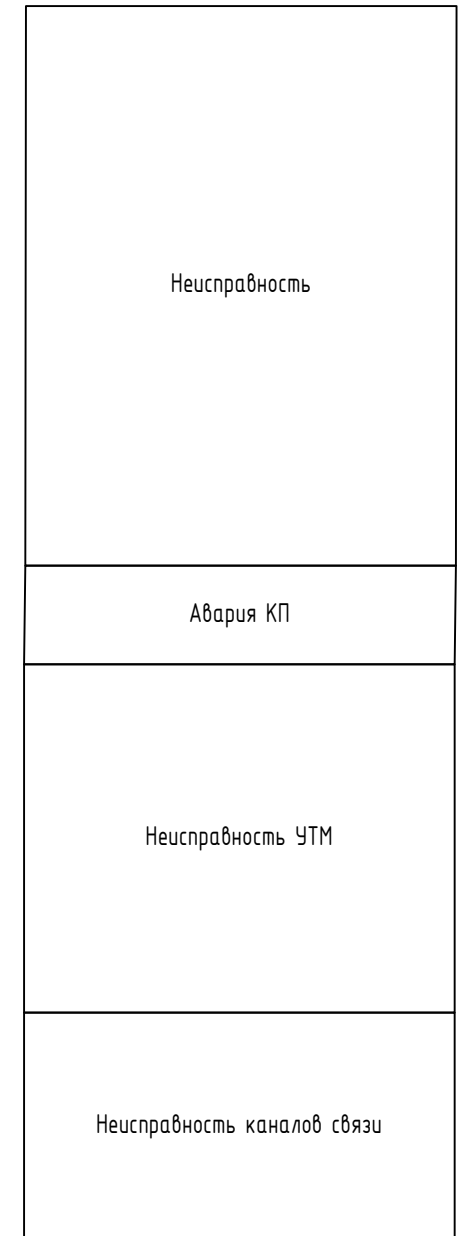 Неисправность
Авария КП
Неисправность УТМ
Неисправность каналов связи